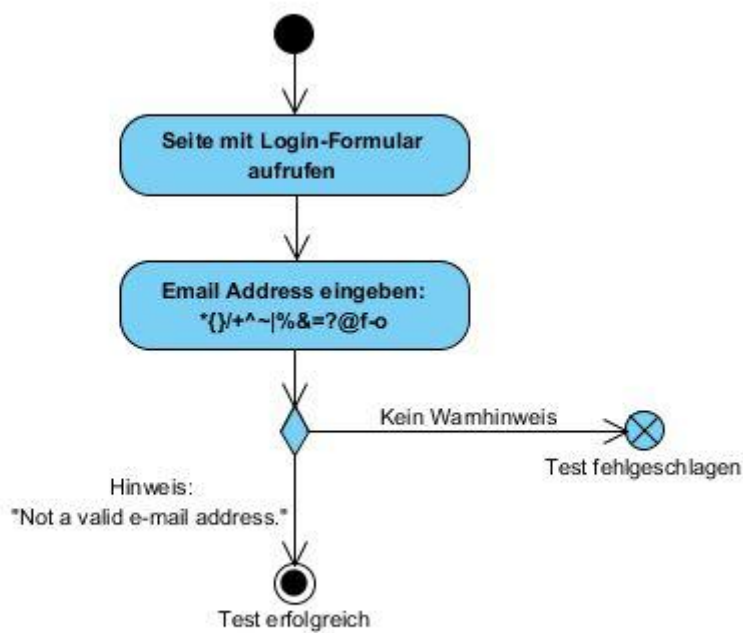 Seite mit Login-Formular
aufrufen
Email Address eingeben:
*{}/+^~|%&=?@f-o
Kein Warnhinweis
Test fehlgeschlagen
Hinweis:
"Not a valid e-mail address."
Test erfolgreich